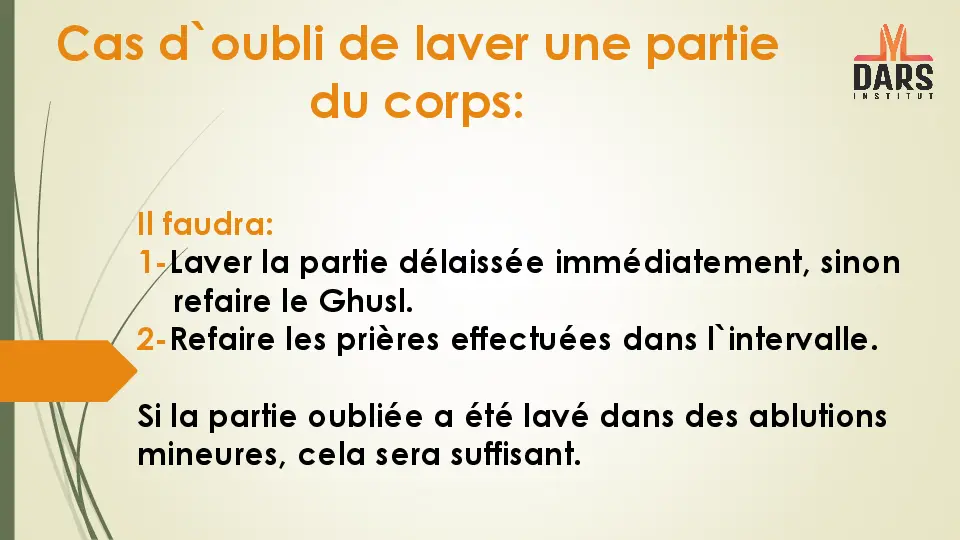 Cas d`oubli de laver une partie
du corps:
DARS
INSTITUT
Il faudra:
1-Laver la partie délaissée immédiatement, sinon
refaire le Ghusl.
2-Refaire les prières effectuées dans l`intervalle.
Si la partie oubliée a été lavé dans des ablutions
mineures, cela sera suffisant.